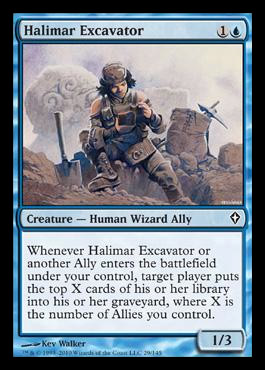 Halimar Excavator 1
Creature — Human Wizard Ally
Whenever Halimar Excavator or
another Ally enters the battlefield
under your control, target player puts
the top X cards of his or her library
into his or her graveyard, where X is
the number of Allies you control.
Kev Walker
™ & © 1993–2010 Wizards of the Coast LLC 29/145
1/3